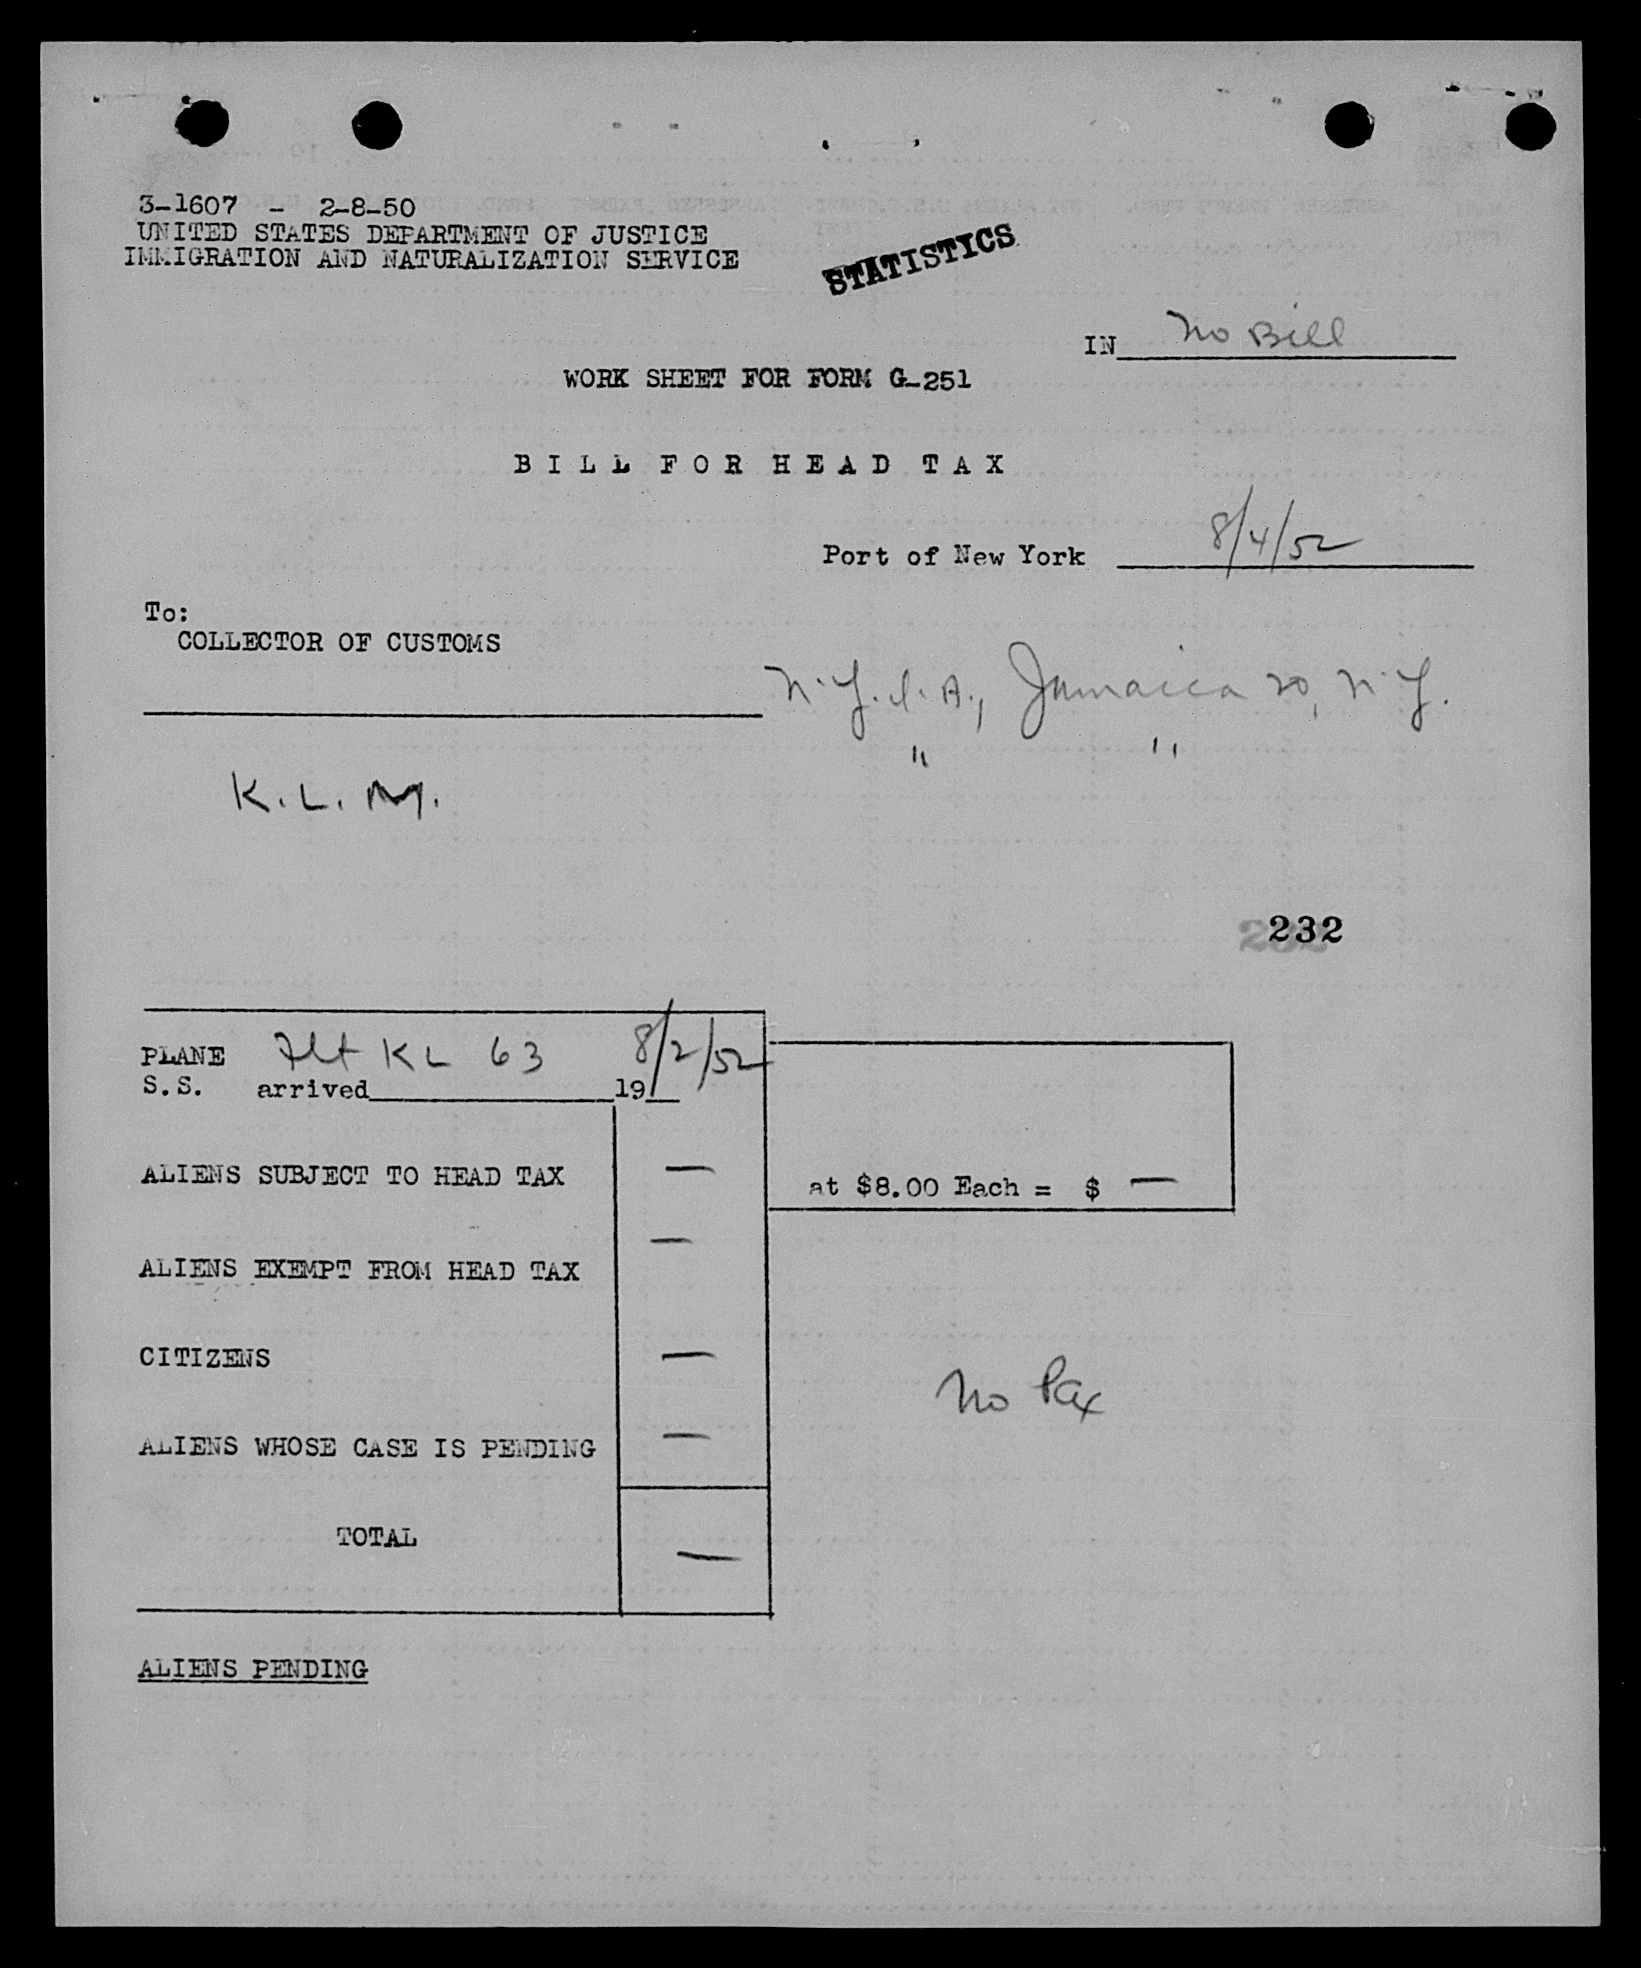 3-1607 - 2-8-50
UNITED STATES DEPARTMENT OF JUSTICE
IMMIGRATION AND NATURALIZATION SERVICE
STATISTICS
IN No Bill
WORK SHEET FOR FORM G-251
BILL FOR HEAD TAX
Port of New York 8/4/52
To:
COLLECTOR OF CUSTOMS
N.Y.I.A., Jamaica 20, N.Y.
" "
K.L.M.
232
PLANE Flt KL 63 8/2/52
S.S. arrived 19
ALIENS SUBJECT TO HEAD TAX —
at $8.00 Each = $ —
ALIENS EXEMPT FROM HEAD TAX —
CITIZENS —
No Pax
ALIENS WHOSE CASE IS PENDING —
TOTAL —
ALIENS PENDING